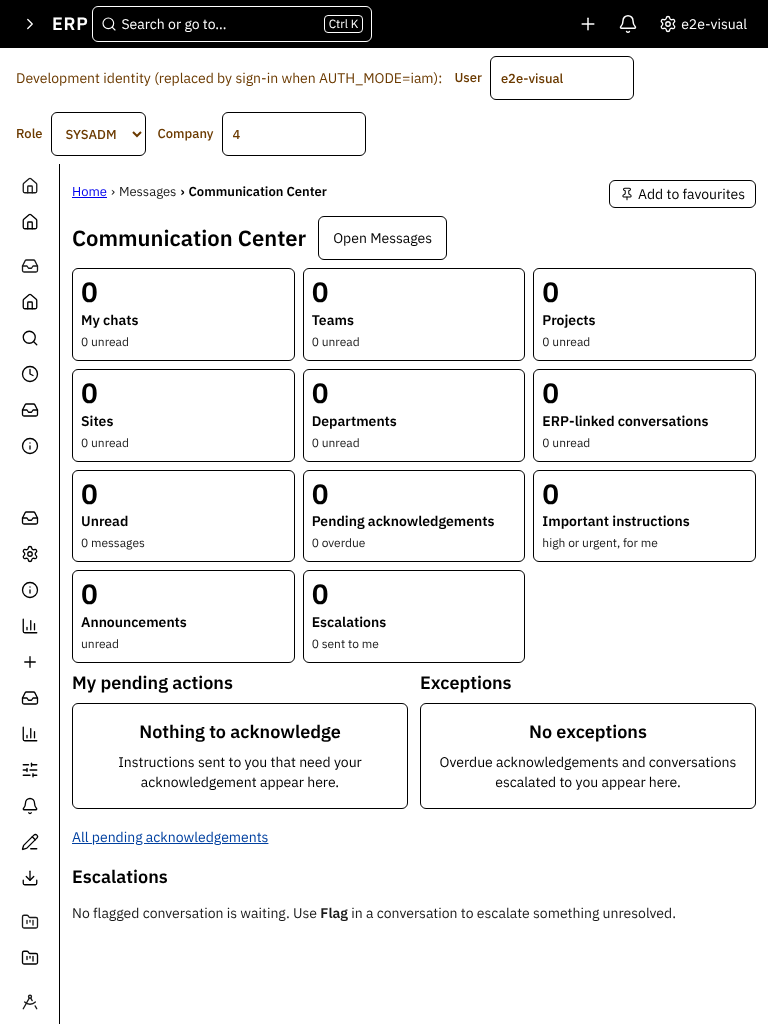 ERP
Search or go to...
Ctrl K
e2e-visual
Development identity (replaced by sign-in when AUTH_MODE=iam):
User
e2e-visual
Role
SYSADM
Company
4
Home › Messages › Communication Center
Add to favourites
Communication Center
Open Messages
0
My chats
0 unread
0
Teams
0 unread
0
Projects
0 unread
0
Sites
0 unread
0
Departments
0 unread
0
ERP-linked conversations
0 unread
0
Unread
0 messages
0
Pending acknowledgements
0 overdue
0
Important instructions
high or urgent, for me
0
Announcements
unread
0
Escalations
0 sent to me
My pending actions
Nothing to acknowledge
Instructions sent to you that need your
acknowledgement appear here.
Exceptions
No exceptions
Overdue acknowledgements and conversations
escalated to you appear here.
All pending acknowledgements
Escalations
No flagged conversation is waiting. Use Flag in a conversation to escalate something unresolved.